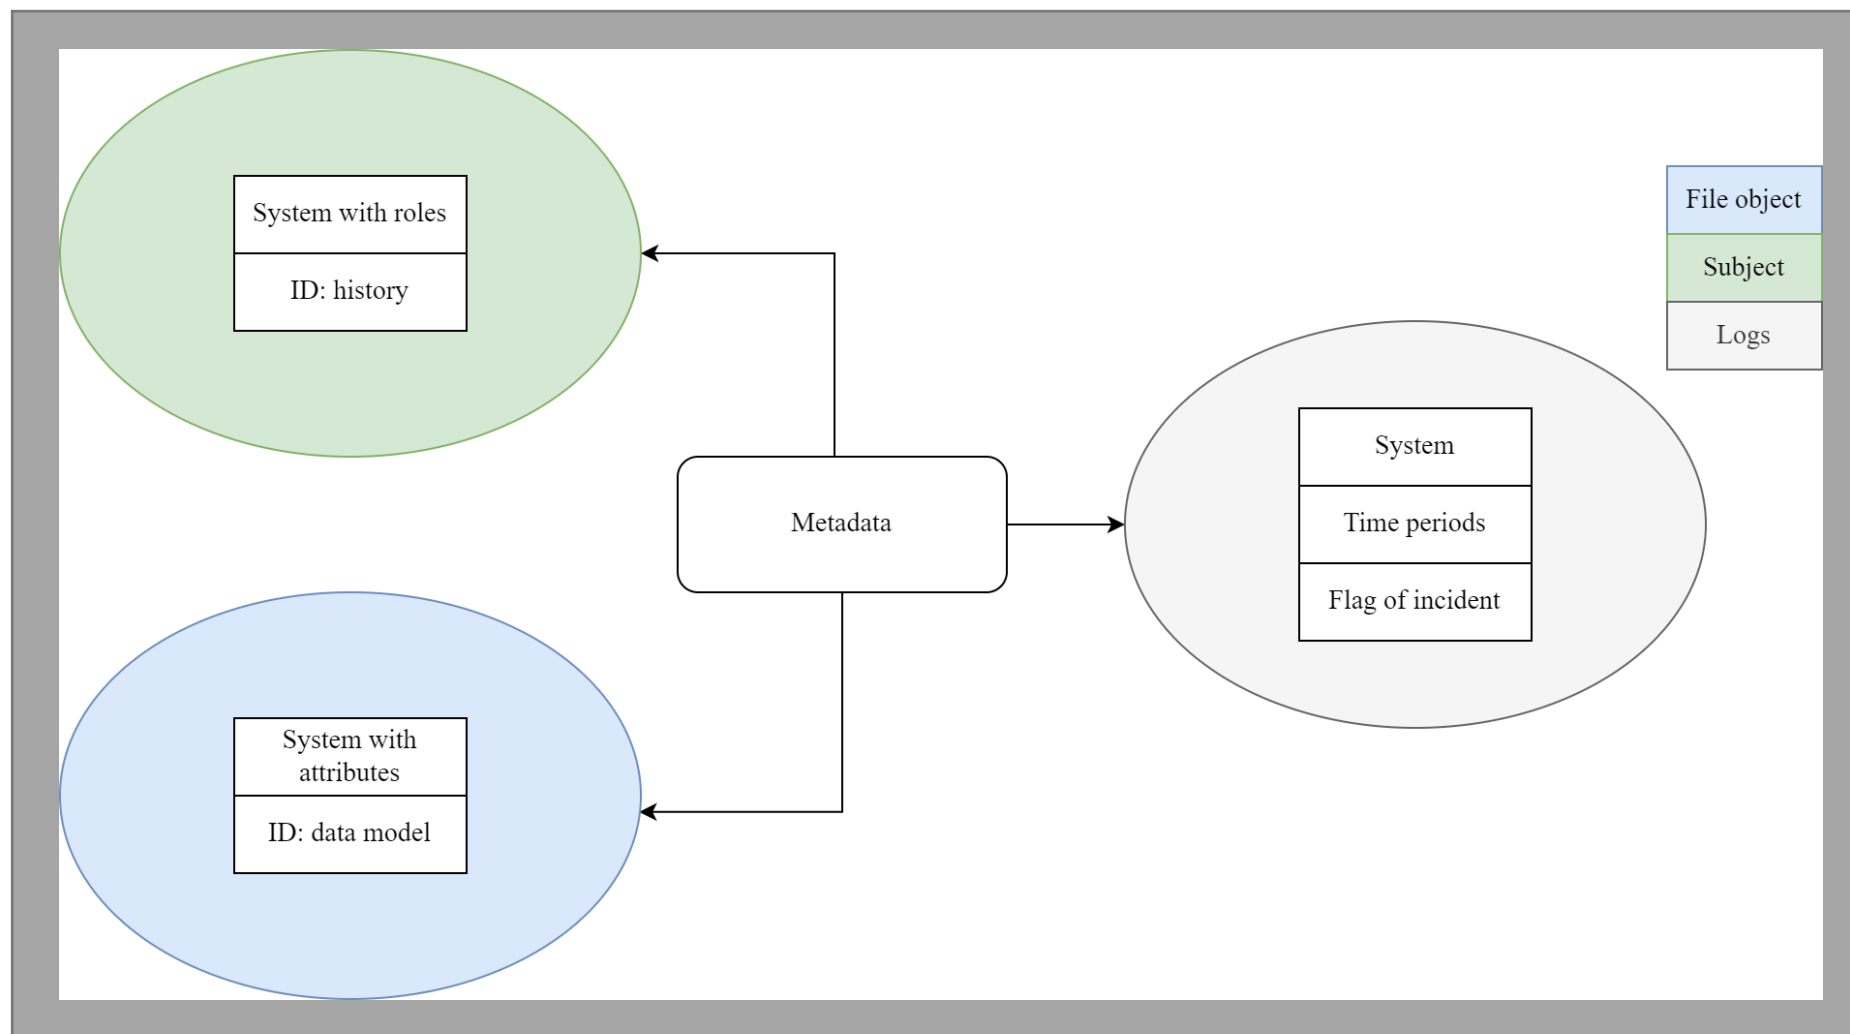 System with roles
ID: history
File object
Subject
Logs
System
Time periods
Flag of incident
Metadata
System with
attributes
ID: data model